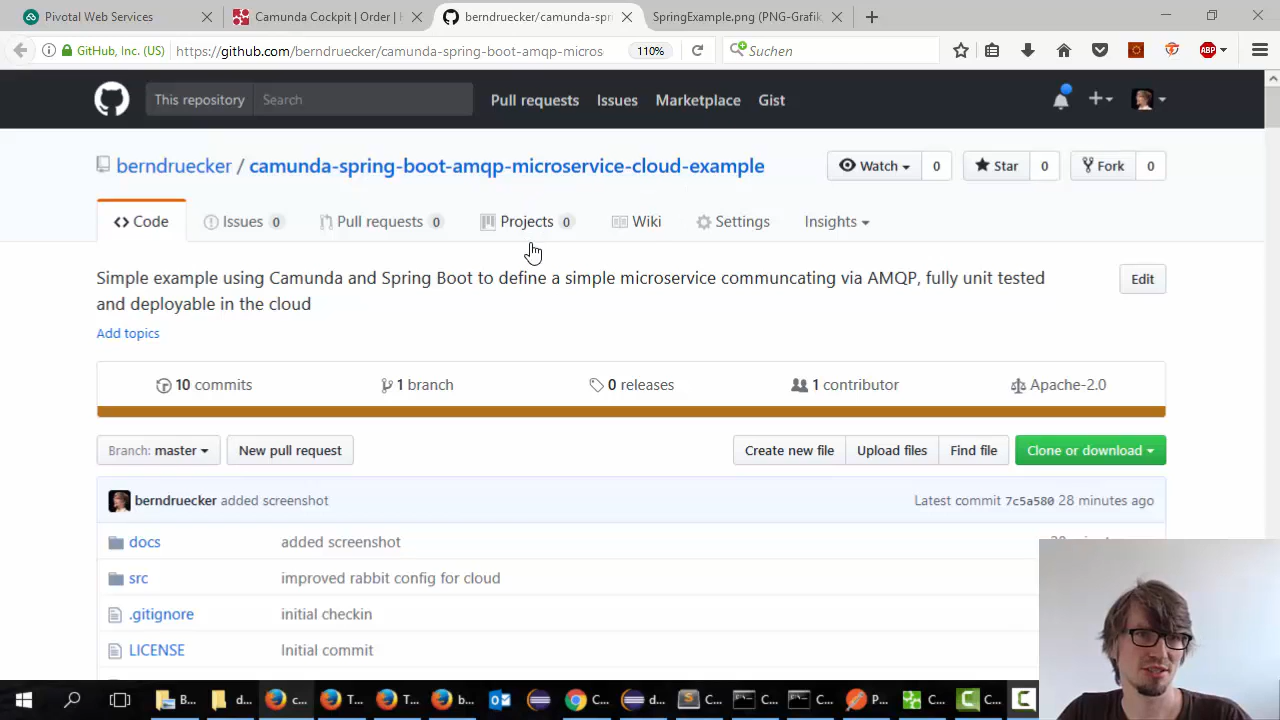 Pivotal Web Services
Camunda Cockpit | Order |
berndruecker/camunda-spri
SpringExample.png (PNG-Grafik,
GitHub, Inc. (US)
https://github.com/berndruecker/camunda-spring-boot-amqp-micros
110%
Suchen
ABP
This repository
Search
Pull requests
Issues
Marketplace
Gist
berndruecker / camunda-spring-boot-amqp-microservice-cloud-example
Watch
0
Star
0
Fork
0
<> Code
Issues 0
Pull requests 0
Projects 0
Wiki
Settings
Insights
Simple example using Camunda and Spring Boot to define a simple microservice communcating via AMQP, fully unit tested
and deployable in the cloud
Edit
Add topics
10 commits
1 branch
0 releases
1 contributor
Apache-2.0
Branch: master
New pull request
Create new file
Upload files
Find file
Clone or download
berndruecker added screenshot
Latest commit 7c5a580 28 minutes ago
docs
added screenshot
src
improved rabbit config for cloud
.gitignore
initial checkin
LICENSE
Initial commit
B...
d...
c...
T...
T...
b...
C...
d...
C...
C...
C...
P...
C...
C...